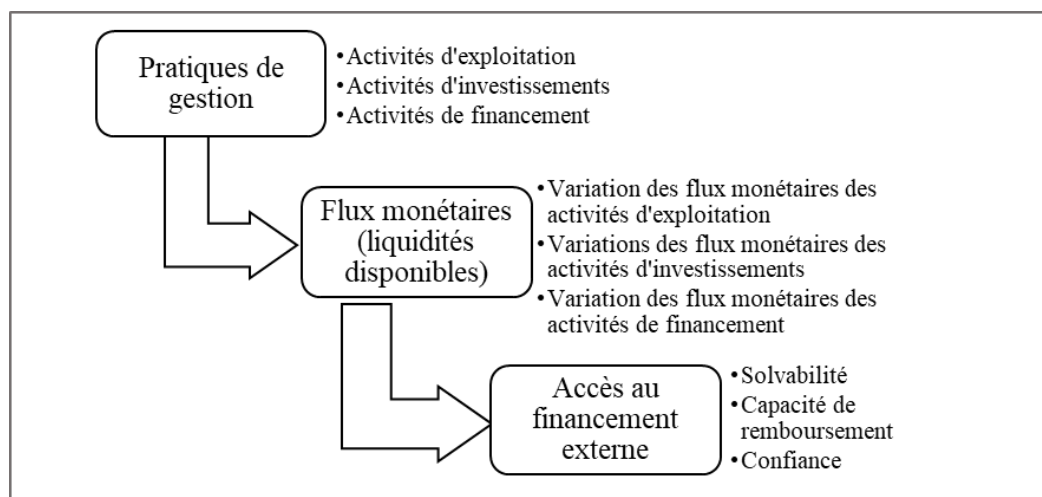 Pratiques de
gestion
•Activités d'exploitation
•Activités d'investissements
•Activités de financement
Flux monétaires
(liquidités
disponibles)
•Variation des flux monétaires des
activités d'exploitation
•Variations des flux monétaires des
activités d'investissements
•Variation des flux monétaires des
activités de financement
Accès au
financement
externe
•Solvabilité
•Capacité de
remboursement
•Confiance